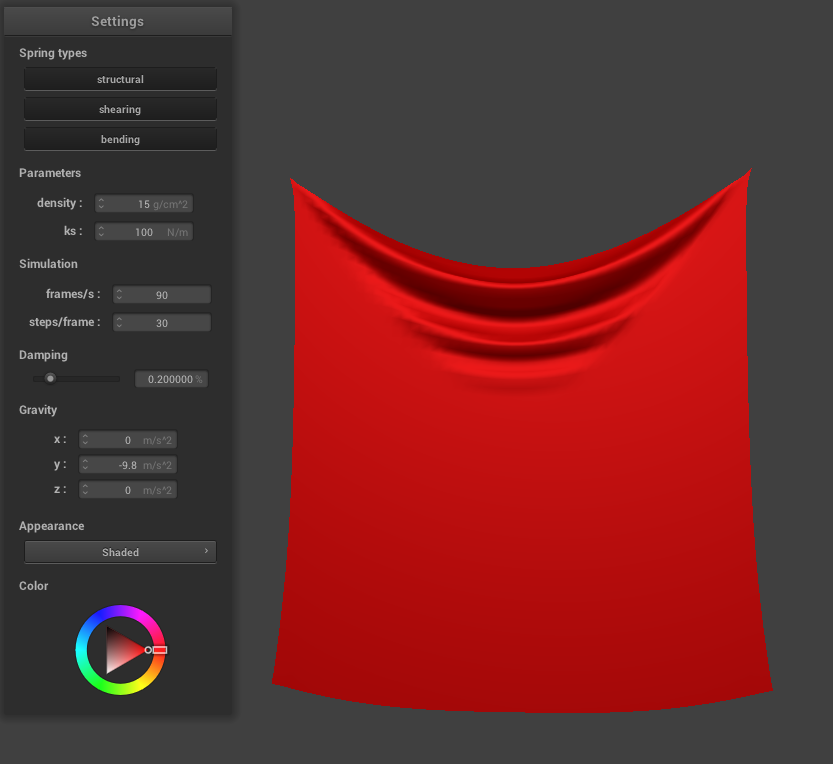 Settings
Spring types
structural
shearing
bending
Parameters
density : 15 g/cm^2
ks : 100 N/m
Simulation
frames/s : 90
steps/frame : 30
Damping
0.200000 %
Gravity
x : 0 m/s^2
y : -9.8 m/s^2
z : 0 m/s^2
Appearance
Shaded
Color